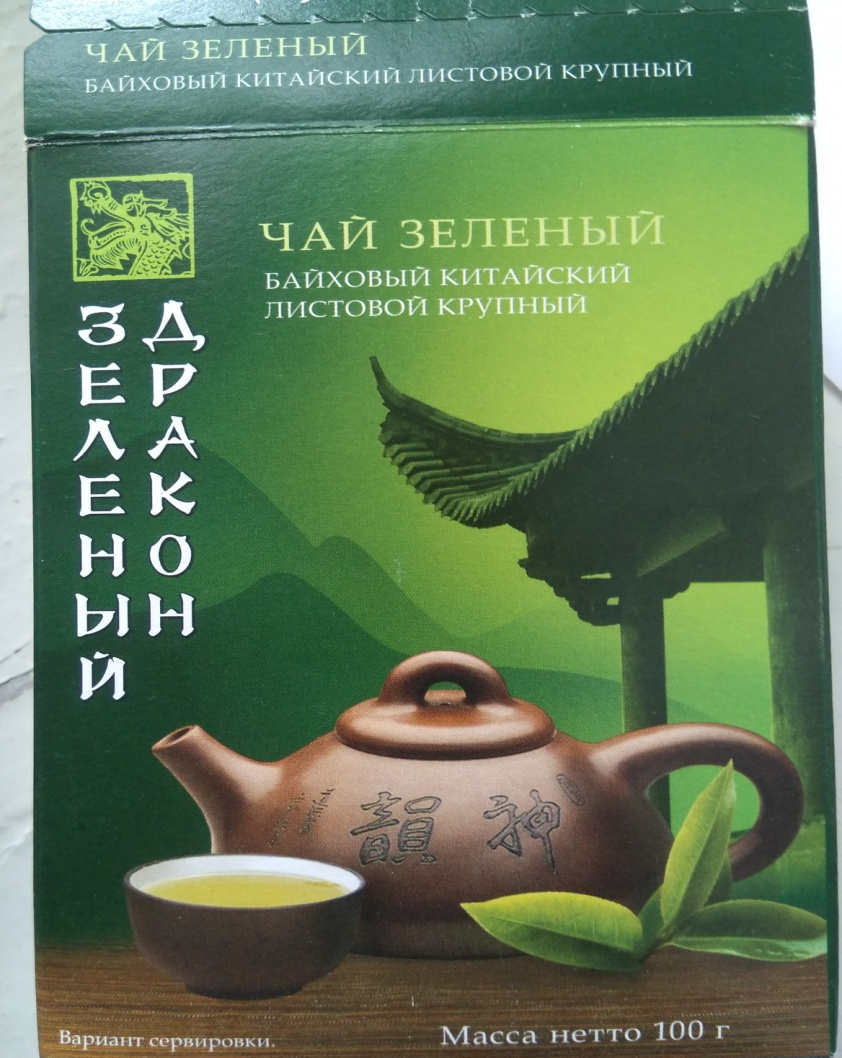 ЧАЙ ЗЕЛЕНЫЙ
БАЙХОВЫЙ КИТАЙСКИЙ ЛИСТОВОЙ КРУПНЫЙ
ЧАЙ ЗЕЛЕНЫЙ
БАЙХОВЫЙ КИТАЙСКИЙ
ЛИСТОВОЙ КРУПНЫЙ
ЗЕЛЕНЫЙ
ДРАКОН
韻神
Вариант сервировки.
Масса нетто 100 г